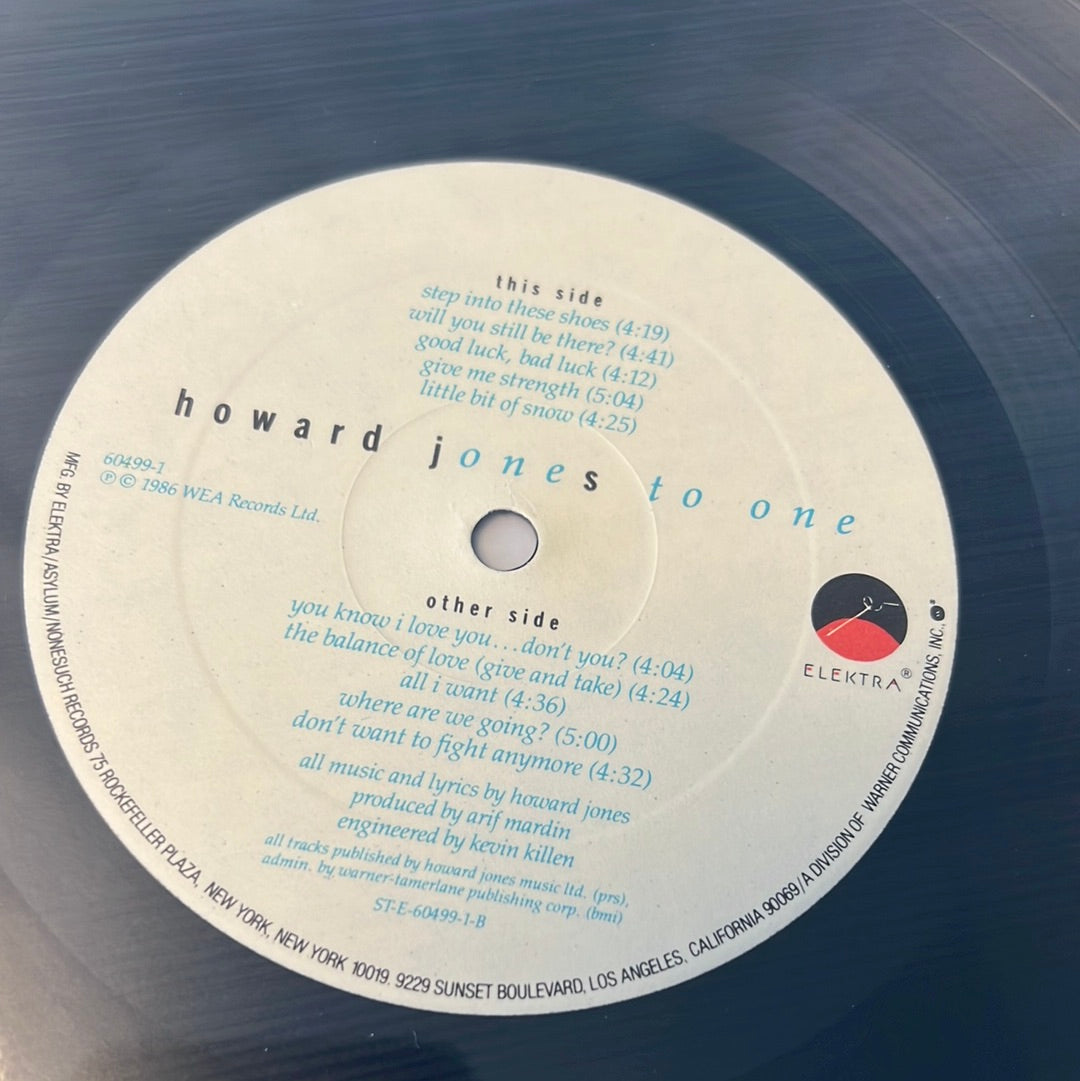 this side
step into these shoes (4:19)
will you still be there? (4:41)
good luck, bad luck (4:12)
give me strength (5:04)
little bit of snow (4:25)
howard jones to one
60499-1
℗ © 1986 WEA Records Ltd.
other side
you know i love you...don't you? (4:04)
the balance of love (give and take) (4:24)
all i want (4:36)
where are we going? (5:00)
don't want to fight anymore (4:32)
all music and lyrics by howard jones
produced by arif mardin
engineered by kevin killen
all tracks published by howard jones music ltd. (prs),
admin. by warner-tamerlane publishing corp. (bmi)
ST-E-60499-1-B
ELEKTRA®
MFG. BY ELEKTRA/ASYLUM/NONESUCH RECORDS 75 ROCKEFELLER PLAZA, NEW YORK, NEW YORK 10019. 9229 SUNSET BOULEVARD, LOS ANGELES, CALIFORNIA 90069/A DIVISION OF WARNER COMMUNICATIONS, INC.,